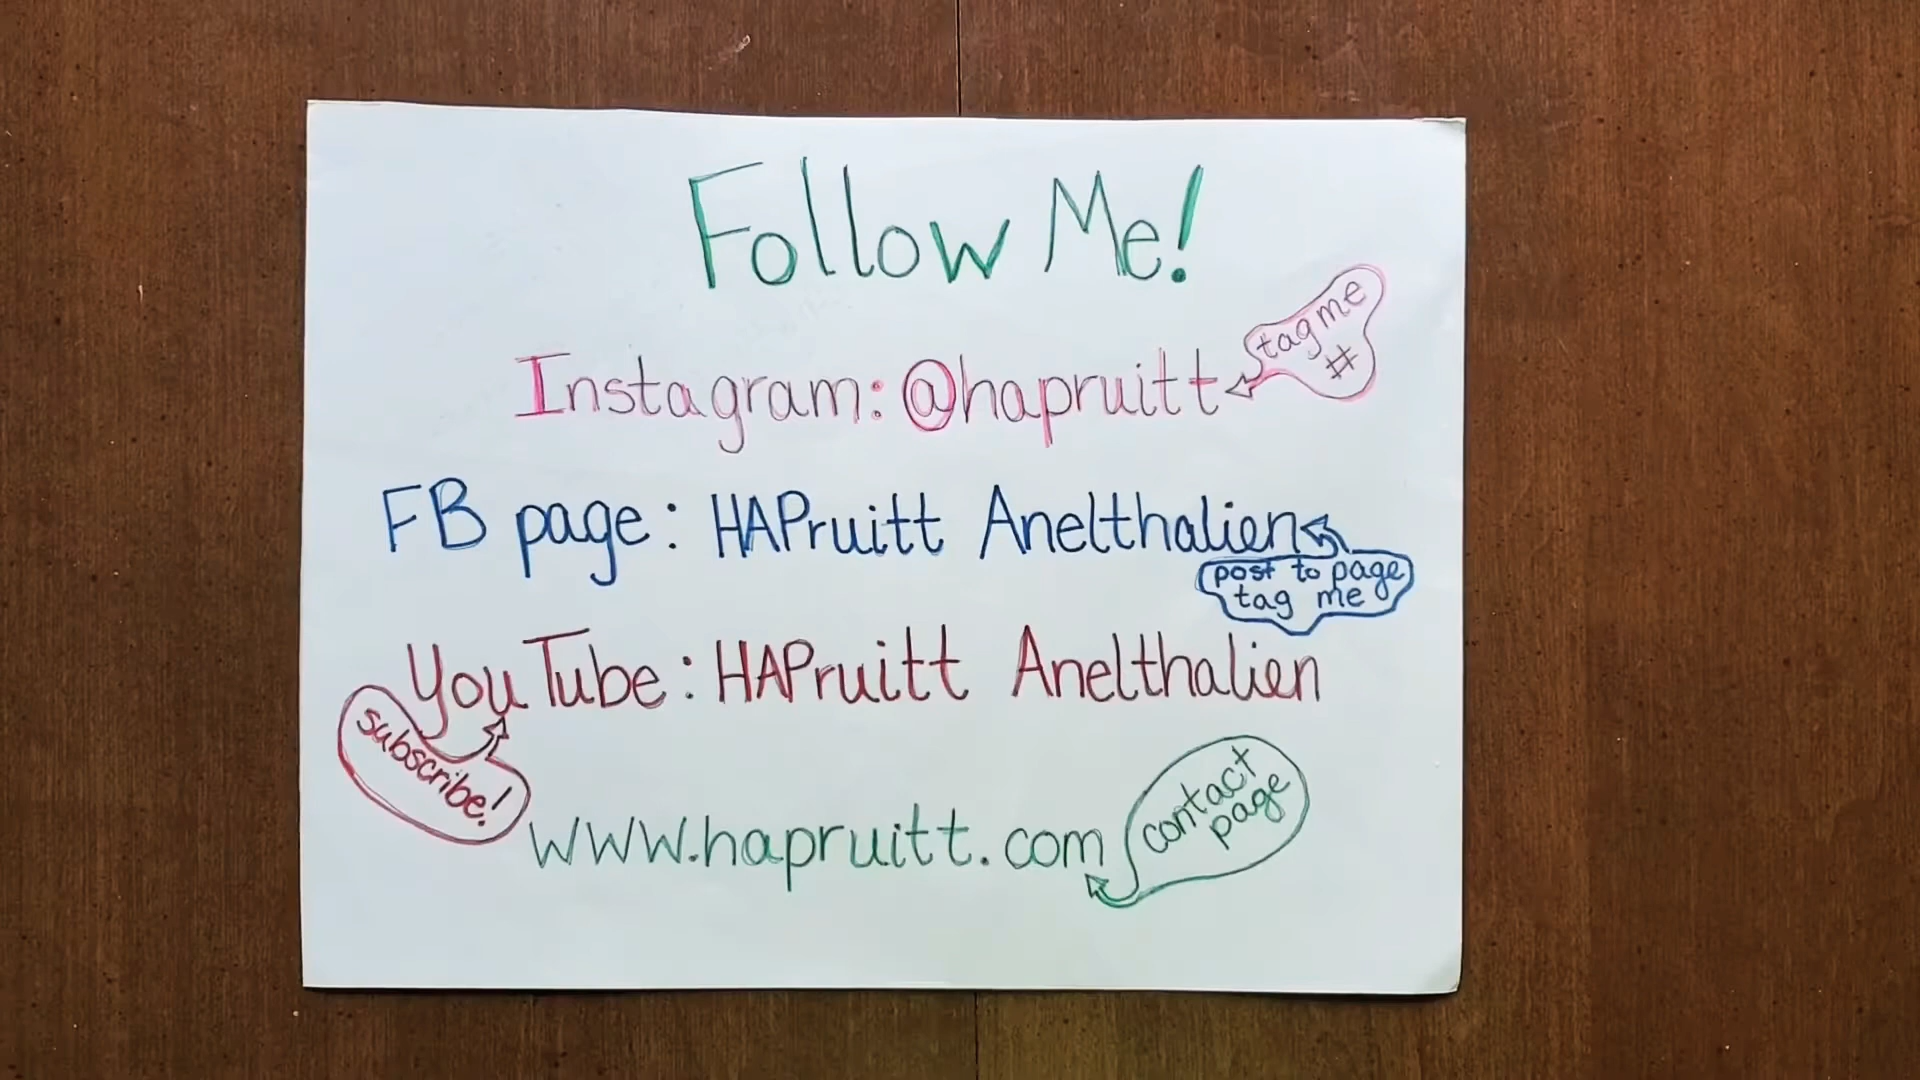 Follow Me!
Instagram: @hapruitt
tag me
#
FB page: HAPruitt Anelthalien
post to page
tag me
YouTube: HAPruitt Anelthalien
subscribe!
www.hapruitt.com
contact
page